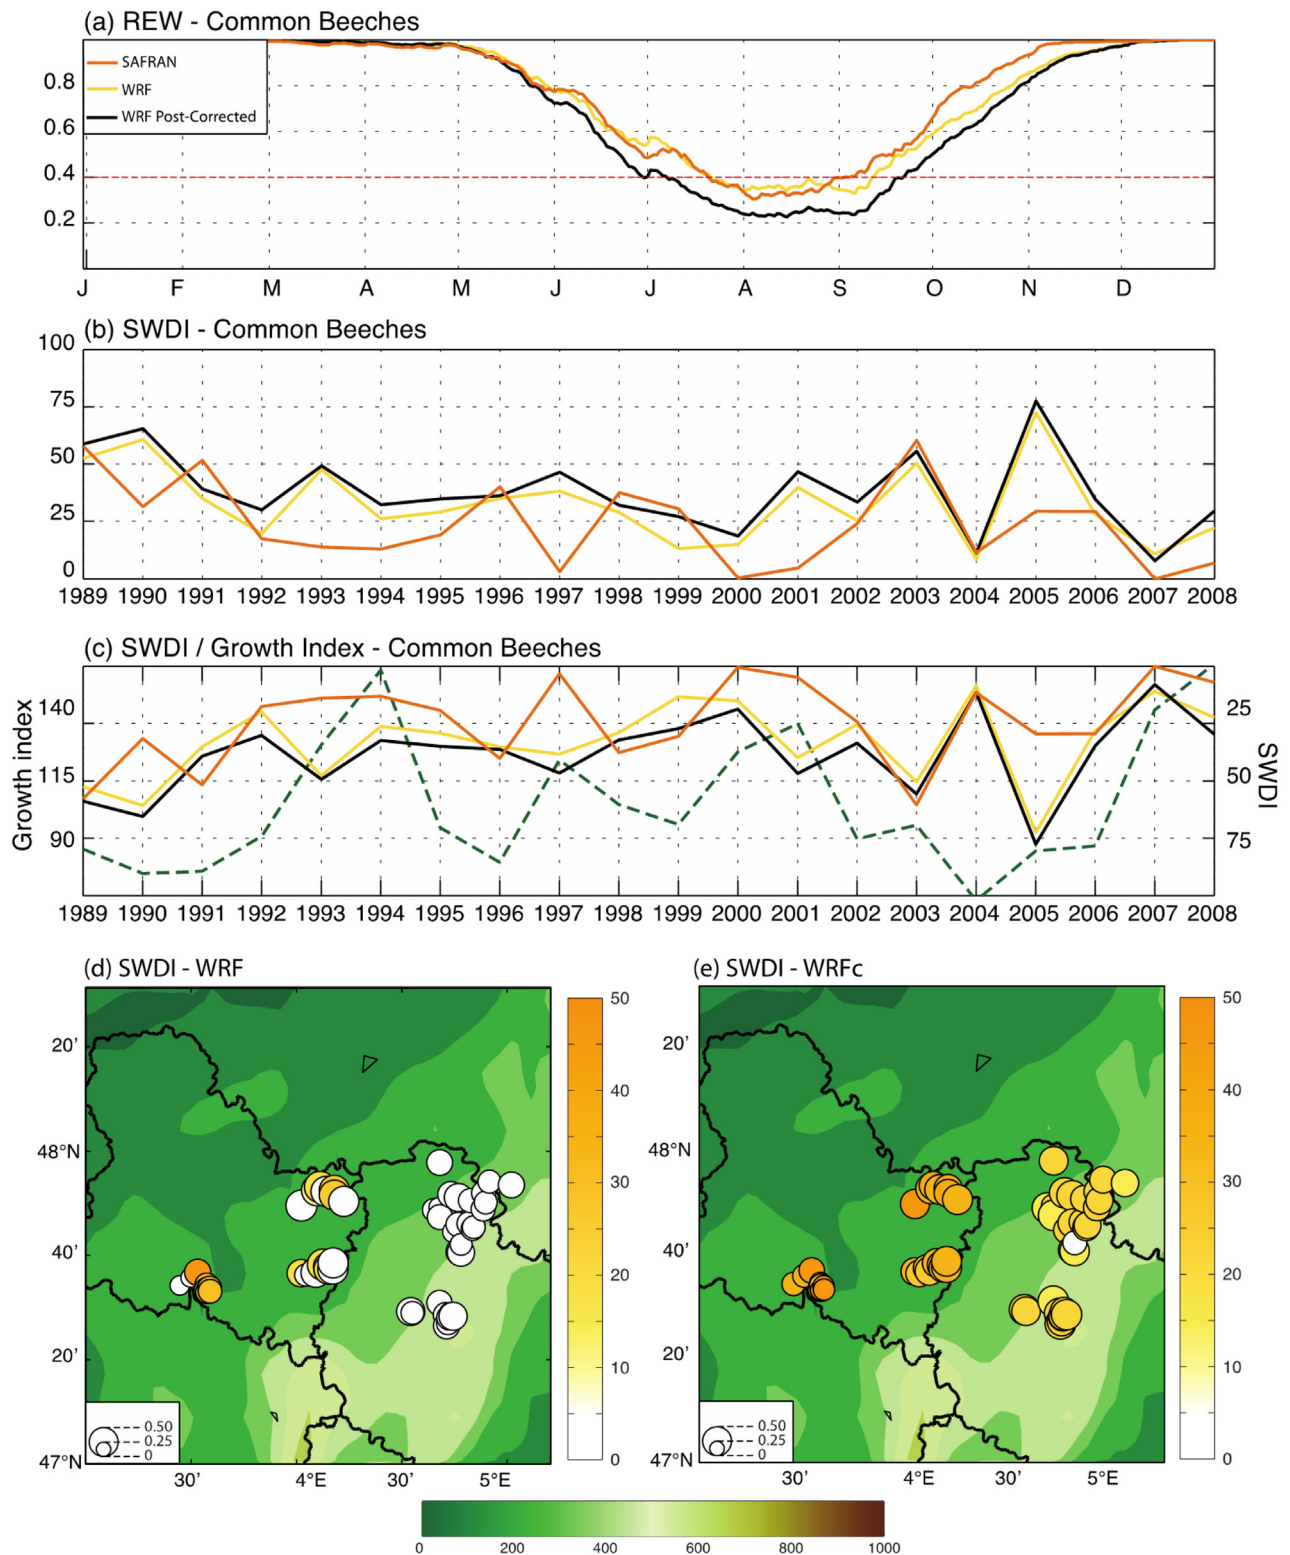 (a) REW - Common Beeches
SAFRAN
WRF
WRF Post-Corrected
0.8
0.6
0.4
0.2
J F M A M J J A S O N D
(b) SWDI - Common Beeches
100
75
50
25
0
1989 1990 1991 1992 1993 1994 1995 1996 1997 1998 1999 2000 2001 2002 2003 2004 2005 2006 2007 2008
(c) SWDI / Growth Index - Common Beeches
Growth index
140
115
90
25
50
75
SWDI
1989 1990 1991 1992 1993 1994 1995 1996 1997 1998 1999 2000 2001 2002 2003 2004 2005 2006 2007 2008
(d) SWDI - WRF
20'
48°N
40'
20'
47°N
0.50
0.25
0
30' 4°E 30' 5°E
50
40
30
20
10
0
(e) SWDI - WRFc
20'
48°N
40'
20'
47°N
0.50
0.25
0
30' 4°E 30' 5°E
50
40
30
20
10
0
0 200 400 600 800 1000